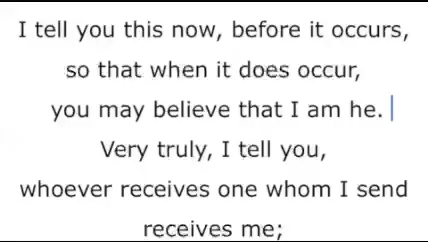 I tell you this now, before it occurs,
so that when it does occur,
you may believe that I am he.
Very truly, I tell you,
whoever receives one whom I send
receives me;